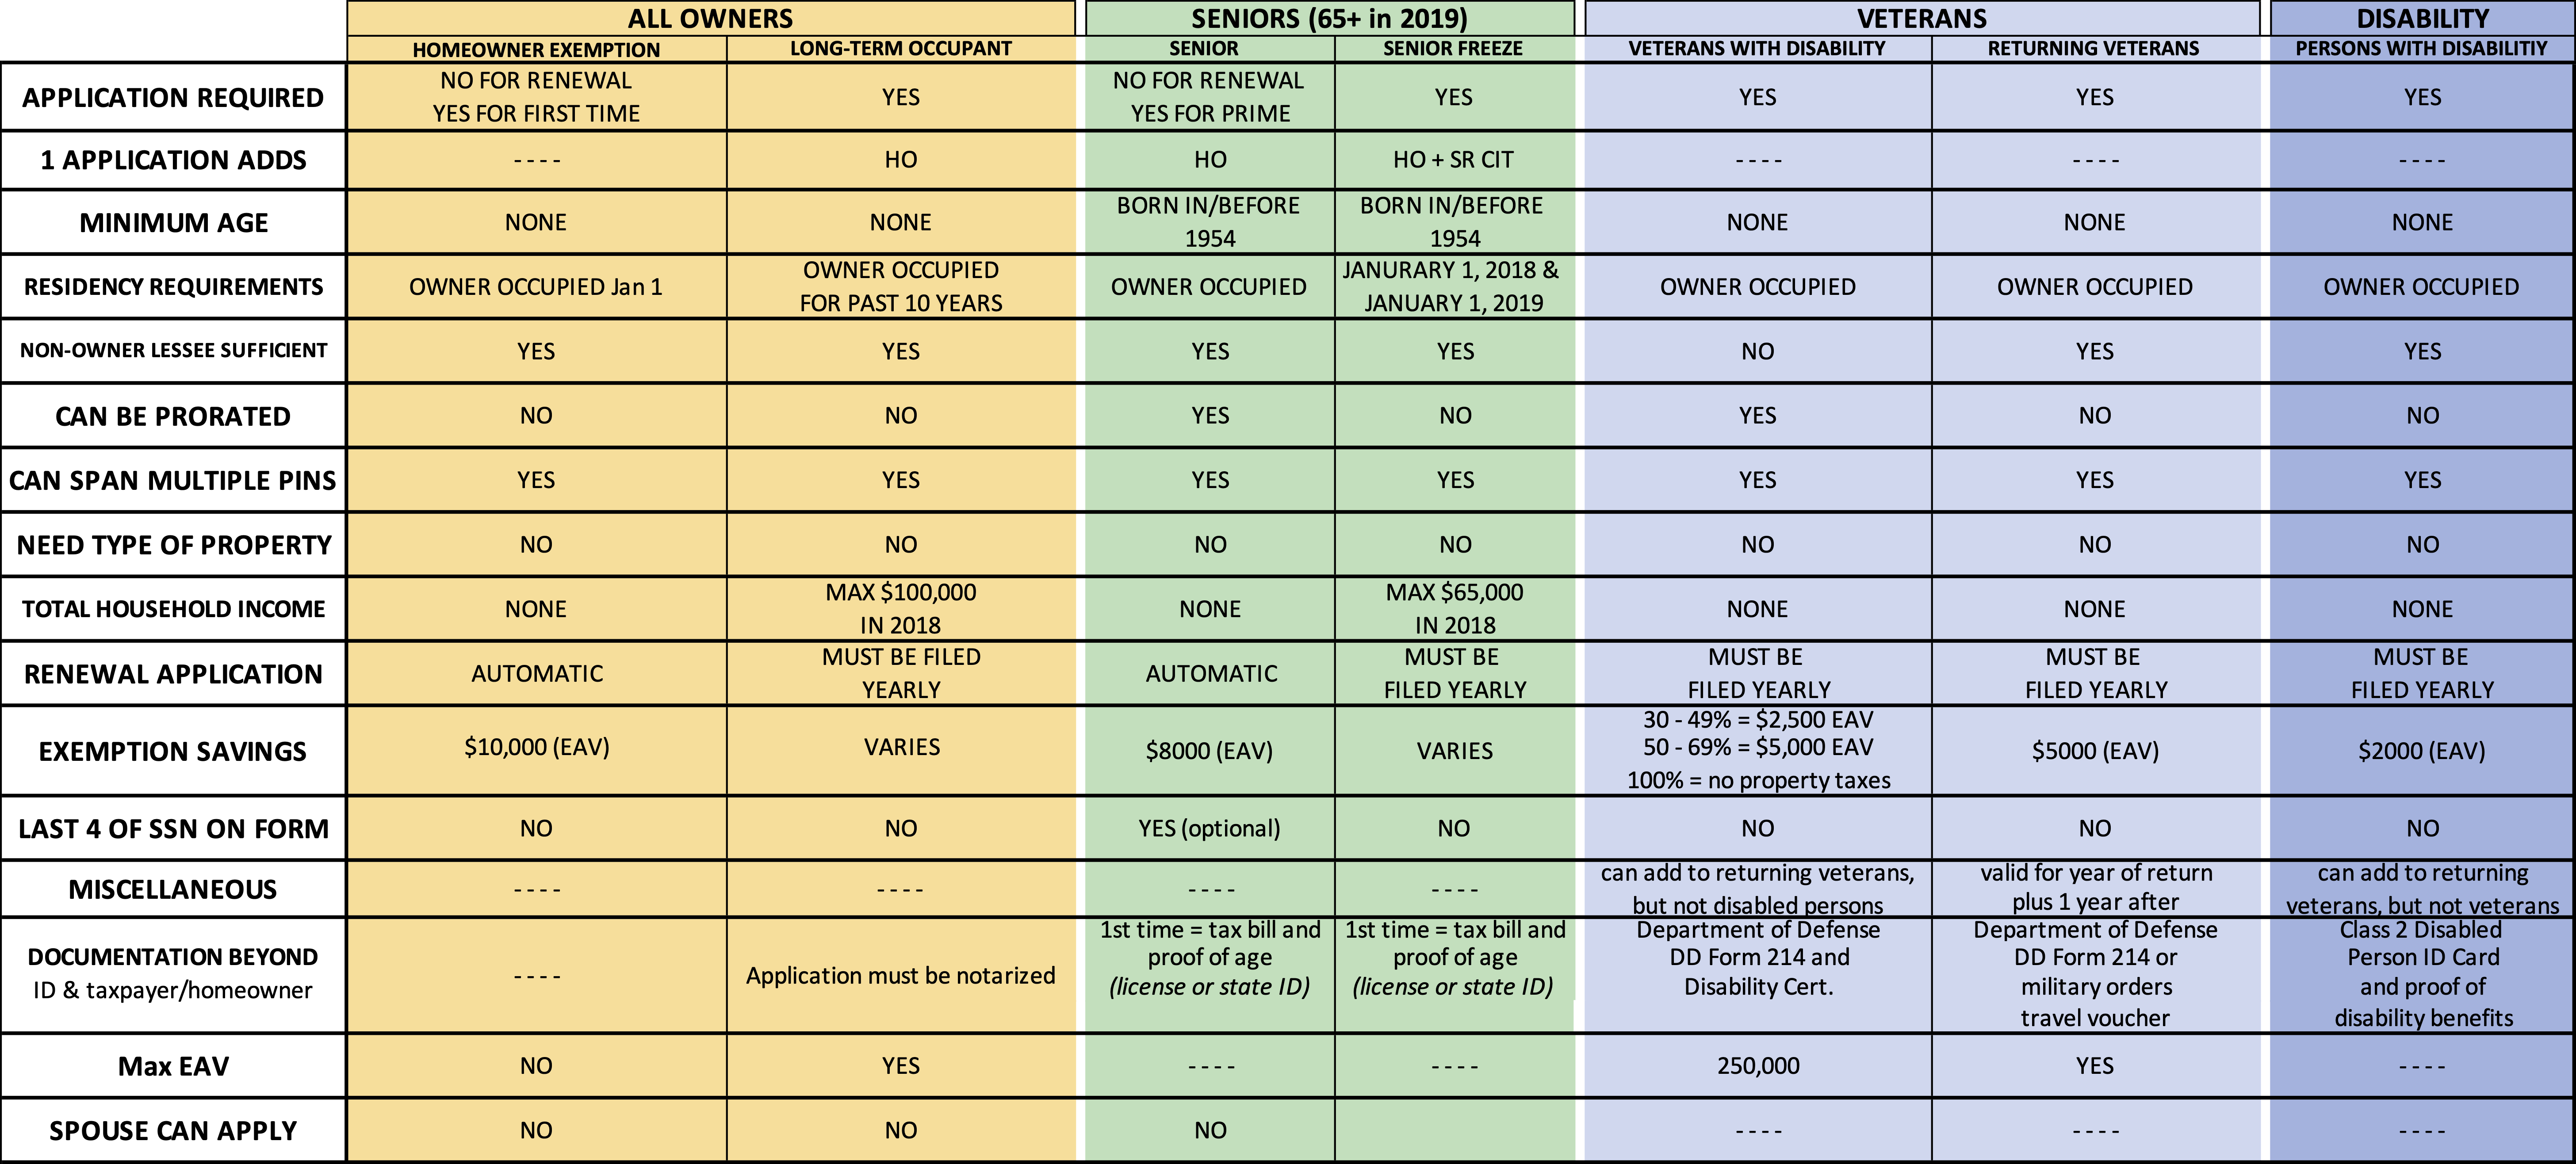 ALL OWNERS SENIORS (65+ in 2019) VETERANS DISABILITY
HOMEOWNER EXEMPTION LONG-TERM OCCUPANT SENIOR SENIOR FREEZE VETERANS WITH DISABILITY RETURNING VETERANS PERSONS WITH DISABILITIY
APPLICATION REQUIRED
NO FOR RENEWAL
YES FOR FIRST TIME
YES
NO FOR RENEWAL
YES FOR PRIME
YES
YES
YES
YES
1 APPLICATION ADDS
----
HO
HO
HO + SR CIT
----
----
----
MINIMUM AGE
NONE
NONE
BORN IN/BEFORE
1954
BORN IN/BEFORE
1954
NONE
NONE
NONE
RESIDENCY REQUIREMENTS
OWNER OCCUPIED Jan 1
OWNER OCCUPIED
FOR PAST 10 YEARS
OWNER OCCUPIED
JANURARY 1, 2018 &
JANUARY 1, 2019
OWNER OCCUPIED
OWNER OCCUPIED
OWNER OCCUPIED
NON-OWNER LESSEE SUFFICIENT
YES
YES
YES
YES
NO
YES
YES
CAN BE PRORATED
NO
NO
YES
NO
YES
NO
NO
CAN SPAN MULTIPLE PINS
YES
YES
YES
YES
YES
YES
YES
NEED TYPE OF PROPERTY
NO
NO
NO
NO
NO
NO
NO
TOTAL HOUSEHOLD INCOME
NONE
MAX $100,000
IN 2018
NONE
MAX $65,000
IN 2018
NONE
NONE
NONE
RENEWAL APPLICATION
AUTOMATIC
MUST BE FILED
YEARLY
AUTOMATIC
MUST BE
FILED YEARLY
MUST BE
FILED YEARLY
MUST BE
FILED YEARLY
MUST BE
FILED YEARLY
EXEMPTION SAVINGS
$10,000 (EAV)
VARIES
$8000 (EAV)
VARIES
30 - 49% = $2,500 EAV
50 - 69% = $5,000 EAV
100% = no property taxes
$5000 (EAV)
$2000 (EAV)
LAST 4 OF SSN ON FORM
NO
NO
YES (optional)
NO
NO
NO
NO
MISCELLANEOUS
----
----
----
----
can add to returning veterans,
but not disabled persons
valid for year of return
plus 1 year after
can add to returning
veterans, but not veterans
DOCUMENTATION BEYOND
ID & taxpayer/homeowner
----
Application must be notarized
1st time = tax bill and
proof of age
(license or state ID)
1st time = tax bill and
proof of age
(license or state ID)
Department of Defense
DD Form 214 and
Disability Cert.
Department of Defense
DD Form 214 or
military orders
travel voucher
Class 2 Disabled
Person ID Card
and proof of
disability benefits
Max EAV
NO
YES
----
----
250,000
YES
----
SPOUSE CAN APPLY
NO
NO
NO
----
----
----